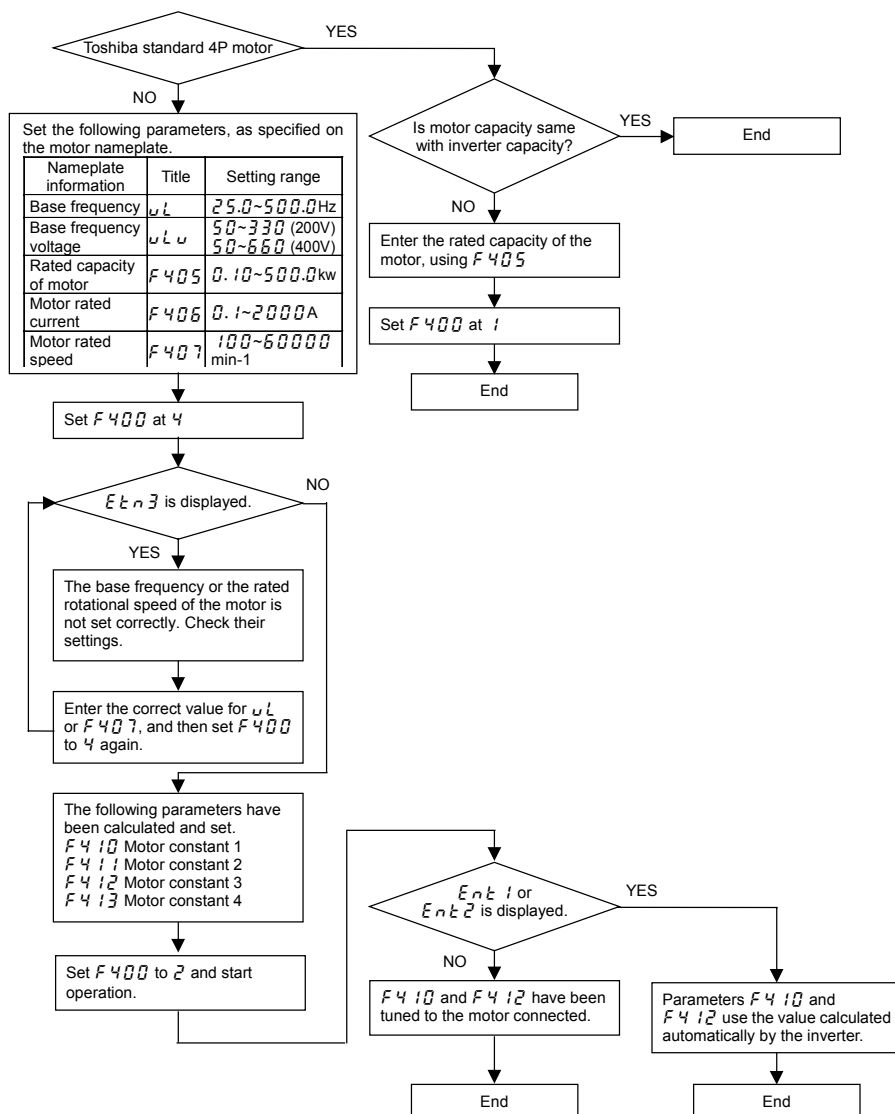 Toshiba standard 4P motor
YES
NO
Is motor capacity same
with inverter capacity?
YES
End
NO
Enter the rated capacity of the
motor, using F405
Set F400 at 1
End
Set the following parameters, as specified on
the motor nameplate.
Nameplate
information
Title
Setting range
Base frequency
uL
25.0~500.0Hz
Base frequency
voltage
uLu
50~330 (200V)
50~660 (400V)
Rated capacity
of motor
F405
0.10~500.0kw
Motor rated
current
F406
0.1~2000A
Motor rated
speed
F407
100~60000
min-1
Set F400 at 4
Etn3 is displayed.
NO
YES
The base frequency or the rated
rotational speed of the motor is
not set correctly. Check their
settings.
Enter the correct value for uL
or F407, and then set F400
to 4 again.
The following parameters have
been calculated and set.
F410 Motor constant 1
F411 Motor constant 2
F412 Motor constant 3
F413 Motor constant 4
Set F400 to 2 and start
operation.
Ent1 or
Ent2 is displayed.
YES
NO
F410 and F412 have been
tuned to the motor connected.
End
Parameters F410 and
F412 use the value calculated
automatically by the inverter.
End